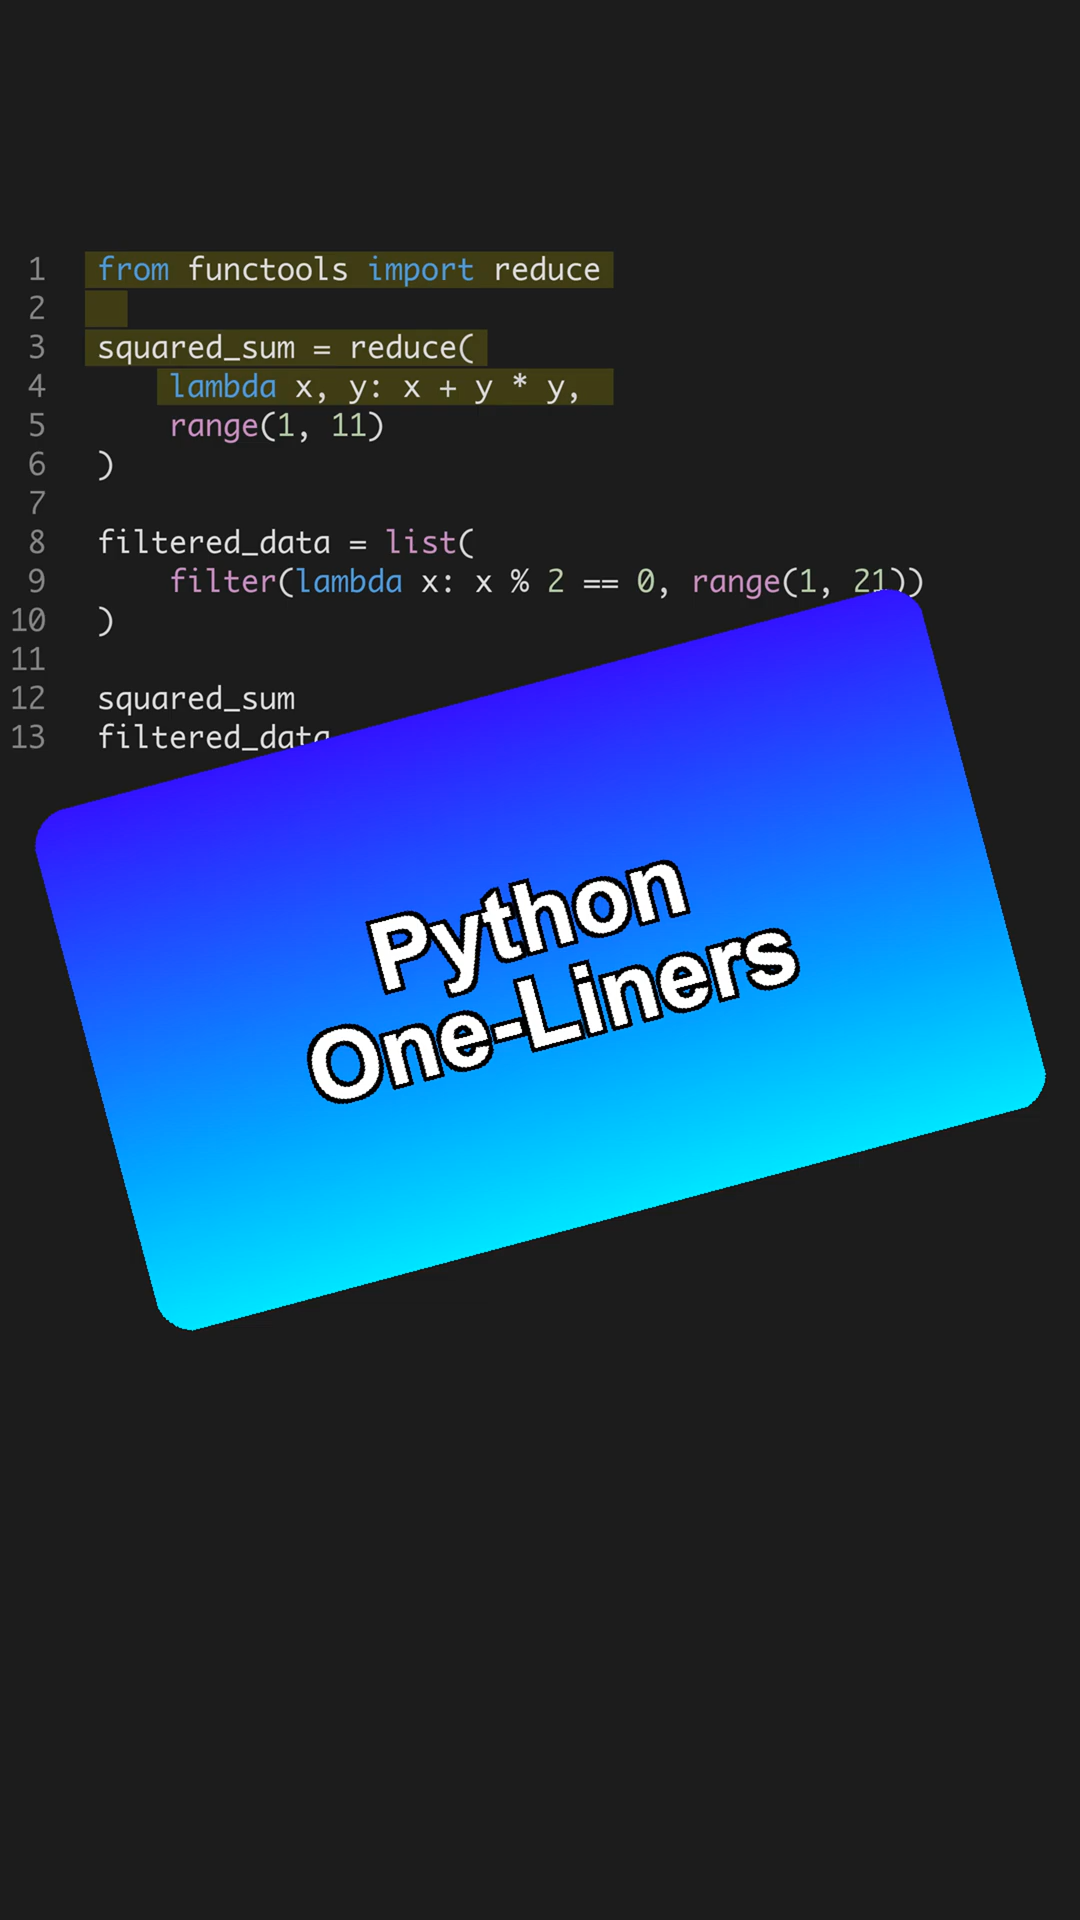 1 from functools import reduce
2
3 squared_sum = reduce(
4 lambda x, y: x + y * y,
5 range(1, 11)
6 )
7
8 filtered_data = list(
9 filter(lambda x: x % 2 == 0, range(1, 21))
10 )
11
12 squared_sum
13 filtered_data
Python
One-Liners